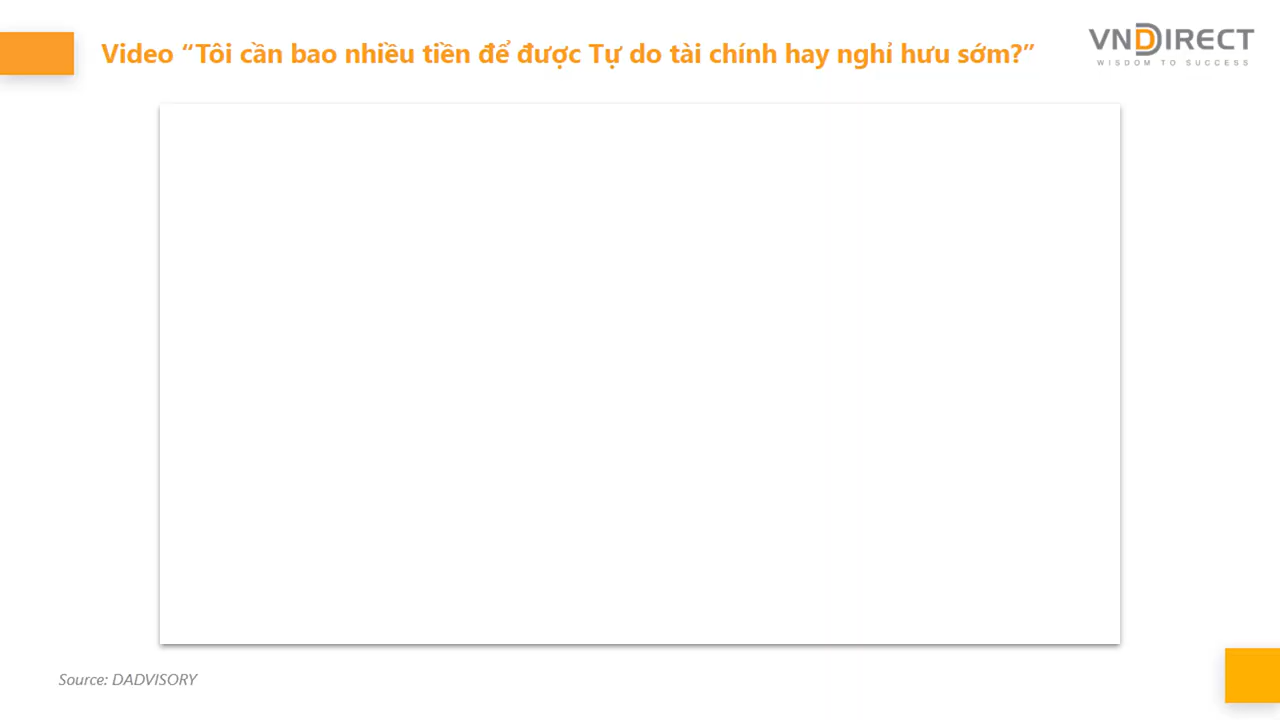 Video “Tôi cần bao nhiều tiền để được Tự do tài chính hay nghỉ hưu sớm?”
VNDIRECT
WISDOM TO SUCCESS
Source: DADVISORY